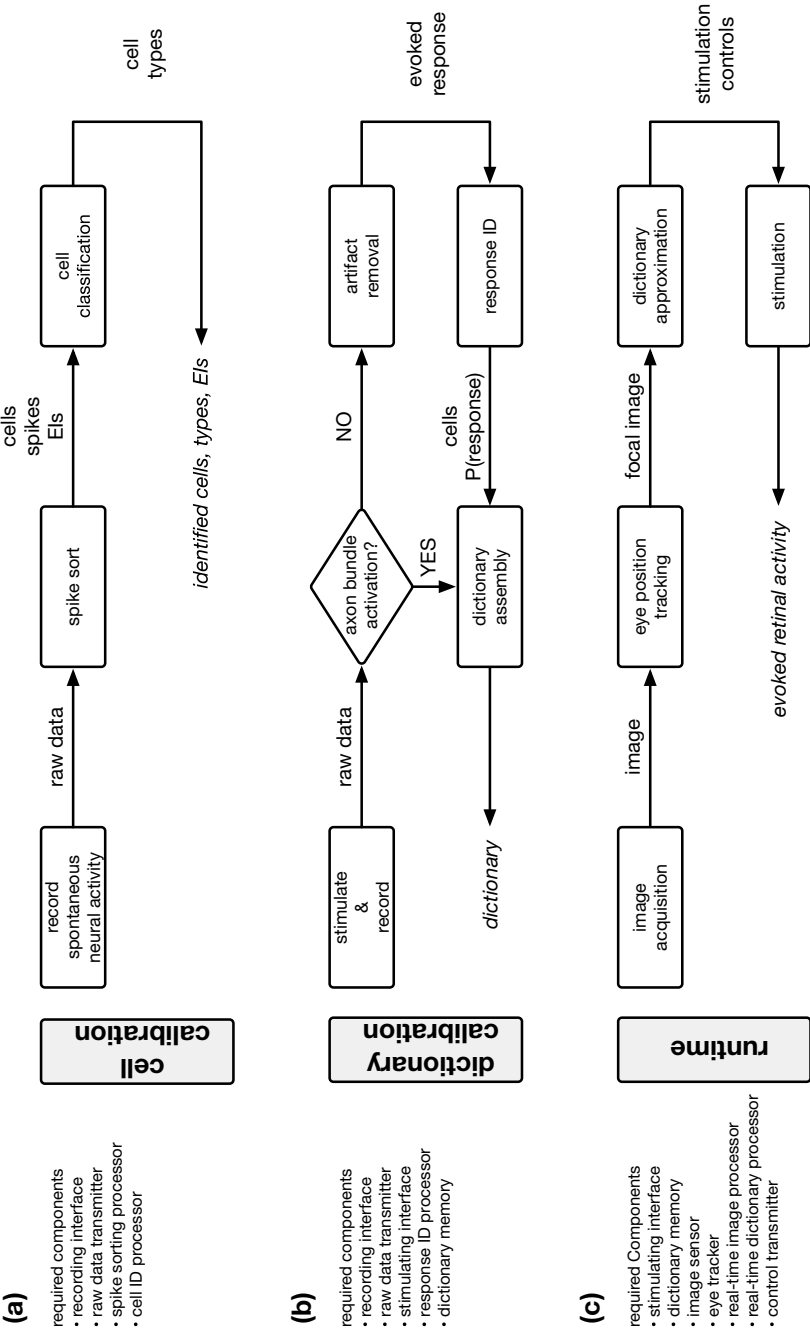 (a)
required components
• recording interface
• raw data transmitter
• spike sorting processor
• cell ID processor
cell
calibration
record
spontaneous
neural activity
raw data
spike sort
cells
spikes
EIs
cell
classification
cell
types
identified cells, types, EIs
(b)
required components
• recording interface
• raw data transmitter
• stimulating interface
• response ID processor
• dictionary memory
dictionary
calibration
stimulate
&
record
raw data
axon bundle
activation?
NO
YES
artifact
removal
evoked
response
response ID
cells
P(response)
dictionary
assembly
dictionary
(c)
required Components
• stimulating interface
• dictionary memory
• image sensor
• eye tracker
• real-time image processor
• real-time dictionary processor
• control transmitter
runtime
image
acquisition
image
eye position
tracking
focal image
dictionary
approximation
stimulation
controls
stimulation
evoked retinal activity